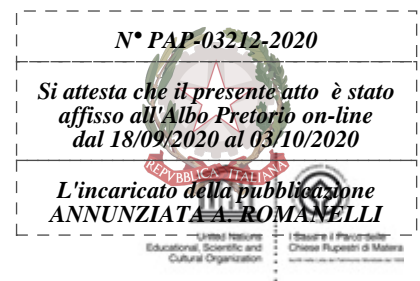 N° PAP-03212-2020
Si attesta che il presente atto è stato
affisso all'Albo Pretorio on-line
dal 18/09/2020 al 03/10/2020
REPVBBLICA ITALIANA
L'incaricato della pubblicazione
ANNUNZIATA A. ROMANELLI
United Nations
Educational, Scientific and
Cultural Organization
I Sassi e il Parco delle
Chiese Rupestri di Matera